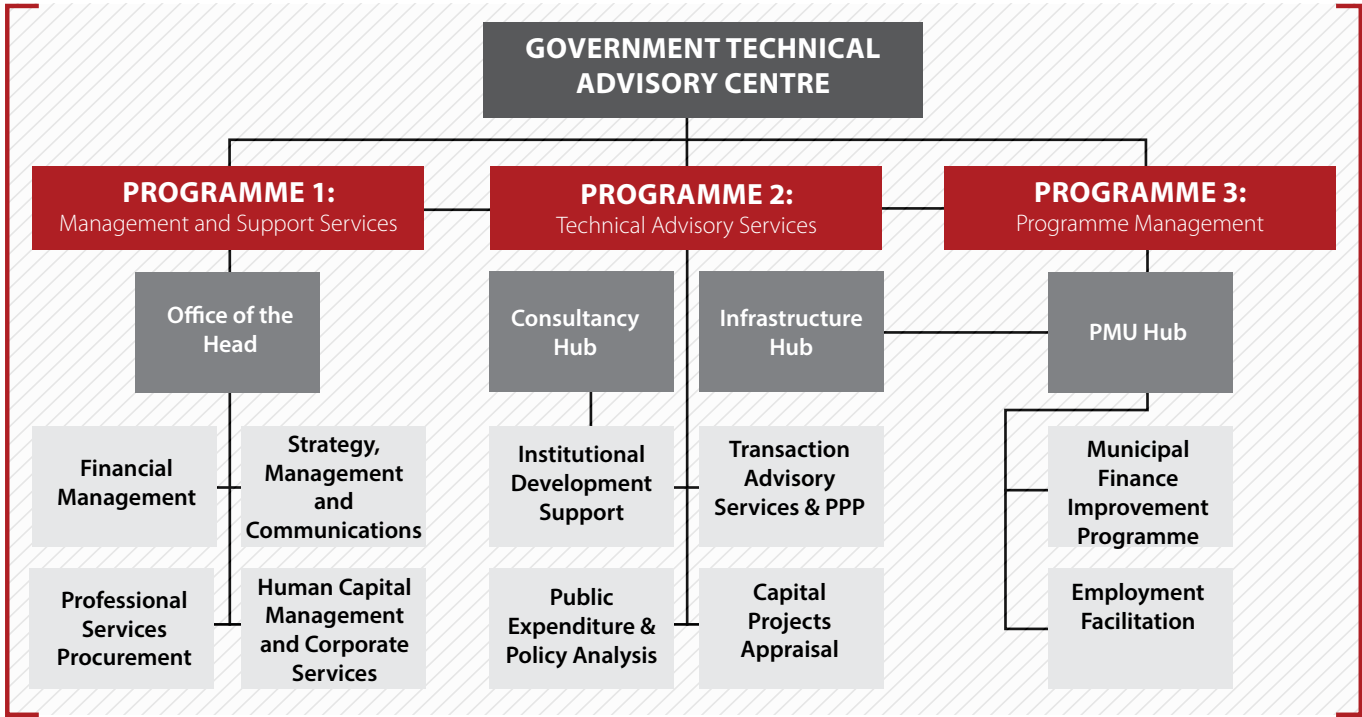 GOVERNMENT TECHNICAL
ADVISORY CENTRE
PROGRAMME 1:
Management and Support Services
PROGRAMME 2:
Technical Advisory Services
PROGRAMME 3:
Programme Management
Office of the
Head
Consultancy
Hub
Infrastructure
Hub
PMU Hub
Financial
Management
Strategy,
Management
and
Communications
Institutional
Development
Support
Transaction
Advisory
Services & PPP
Municipal
Finance
Improvement
Programme
Professional
Services
Procurement
Human Capital
Management
and Corporate
Services
Public
Expenditure &
Policy Analysis
Capital
Projects
Appraisal
Employment
Facilitation